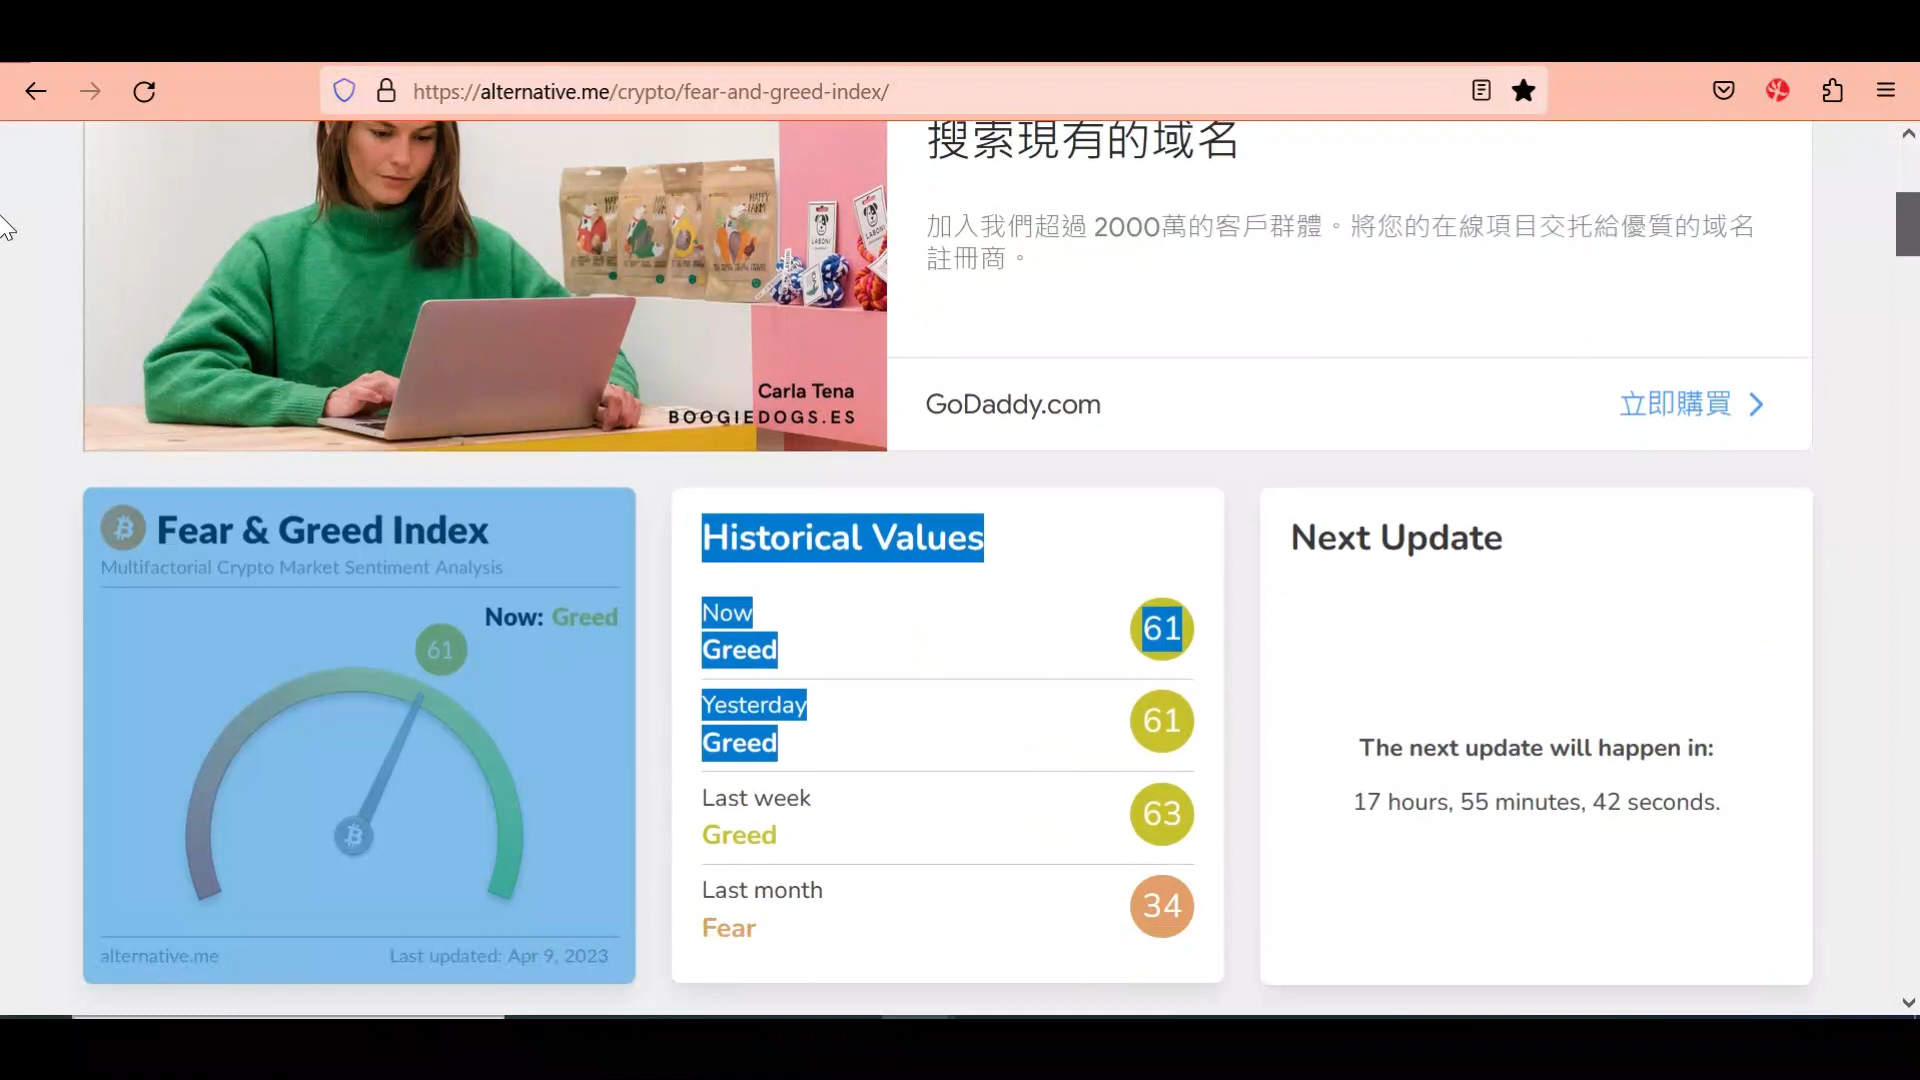 https://alternative.me/crypto/fear-and-greed-index/
搜索現有的域名
加入我們超過 2000萬的客戶群體。將您的在線項目交托給優質的域名
註冊商。
Carla Tena
BOOGIEDOGS.ES
GoDaddy.com
立即購買
Fear & Greed Index
Multifactorial Crypto Market Sentiment Analysis
Now: Greed
61
alternative.me
Last updated: Apr 9, 2023
Historical Values
Now
Greed
61
Yesterday
Greed
61
Last week
Greed
63
Last month
Fear
34
Next Update
The next update will happen in:
17 hours, 55 minutes, 42 seconds.